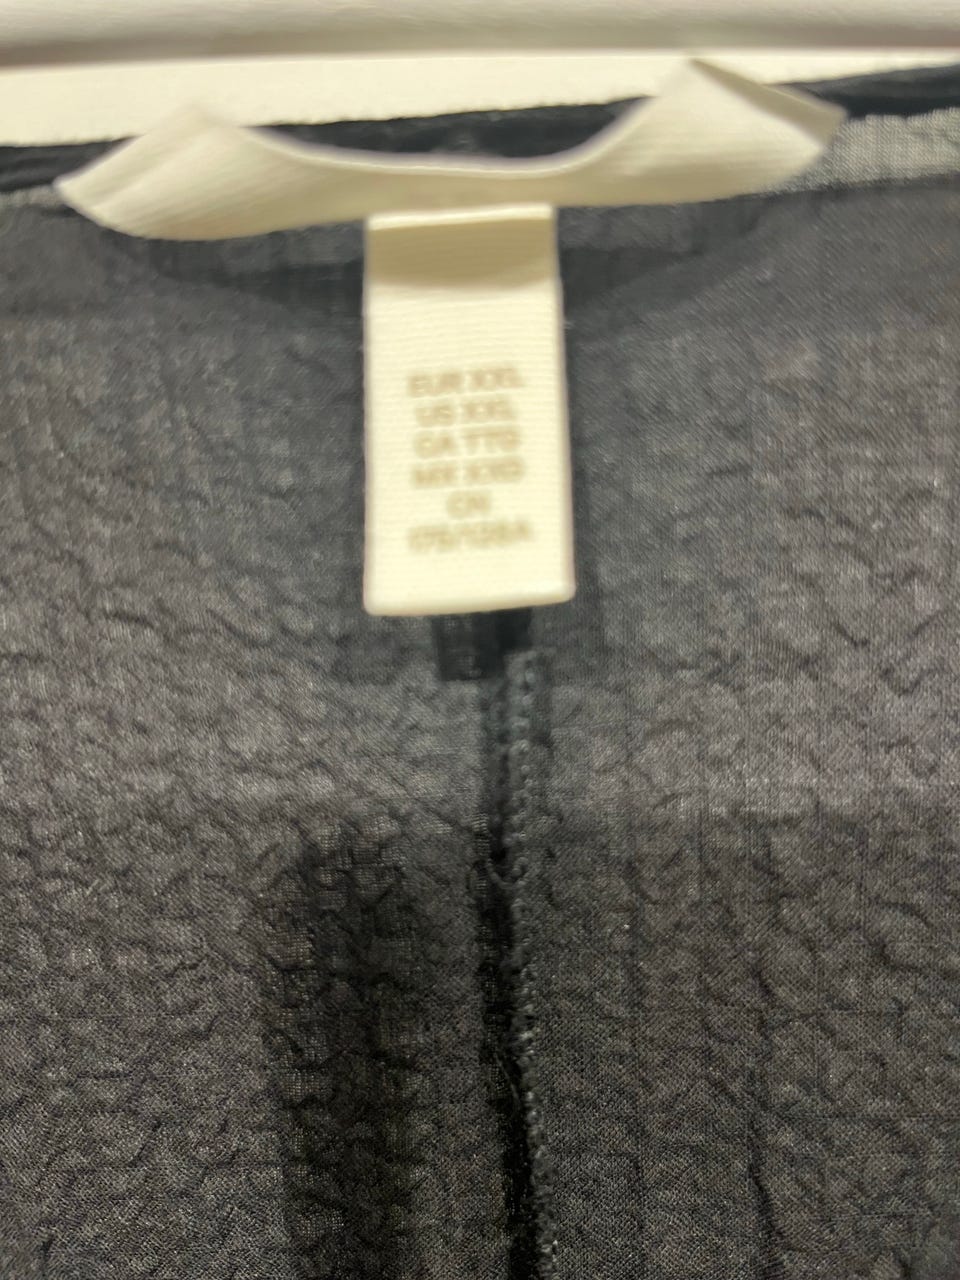 EUR XXL
US XXL
CA TTG
MX XXG
CN